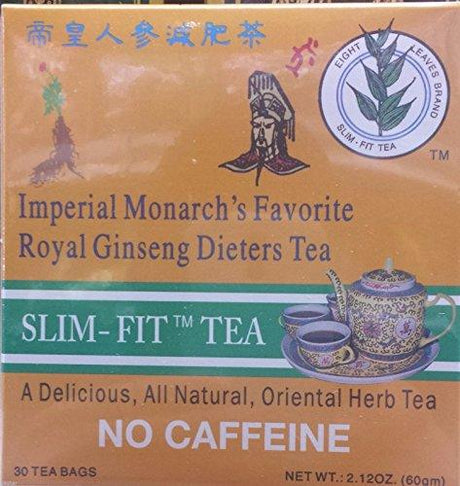 帝皇人參減肥茶
EIGHT LEAVES BRAND
SLIM-FIT TEA
TM
Imperial Monarch's Favorite
Royal Ginseng Dieters Tea
SLIM-FIT™ TEA
A Delicious, All Natural, Oriental Herb Tea
NO CAFFEINE
30 TEA BAGS
NET WT.: 2.12OZ. (60gm)